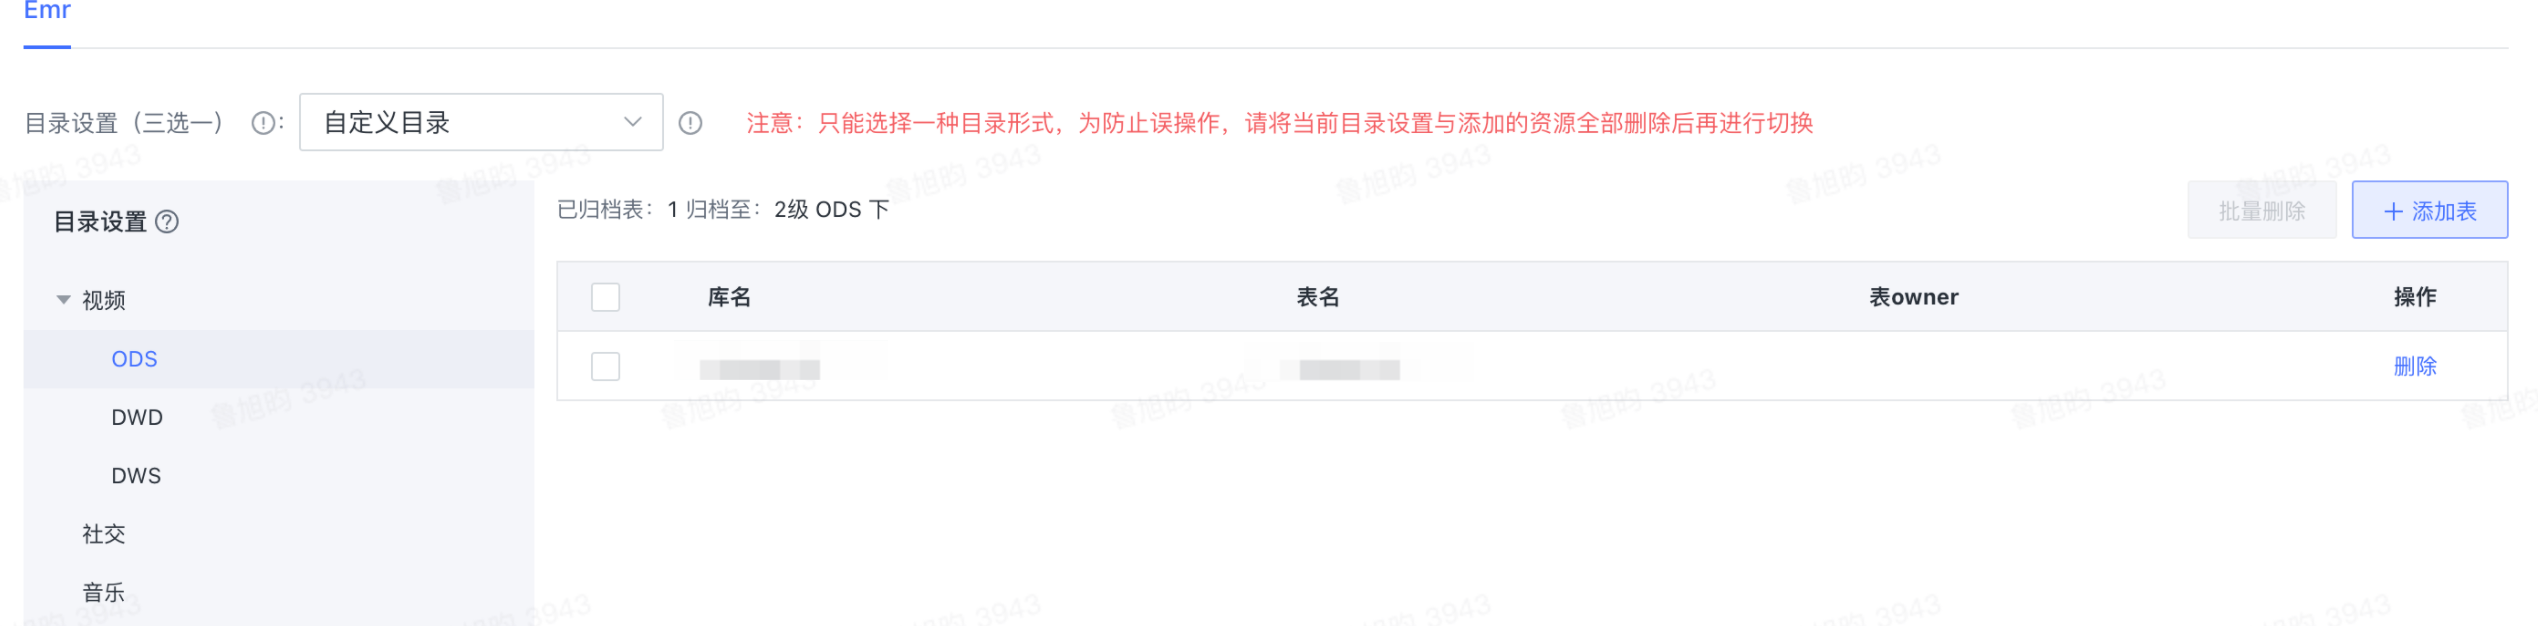 Emr
目录设置（三选一） : 自定义目录 注意：只能选择一种目录形式，为防止误操作，请将当前目录设置与添加的资源全部删除后再进行切换
目录设置
已归档表：1 归档至：2级 ODS 下
批量删除
+ 添加表
库名 表名 表owner 操作
删除
视频
ODS
DWD
DWS
社交
音乐
鲁旭昀 3943